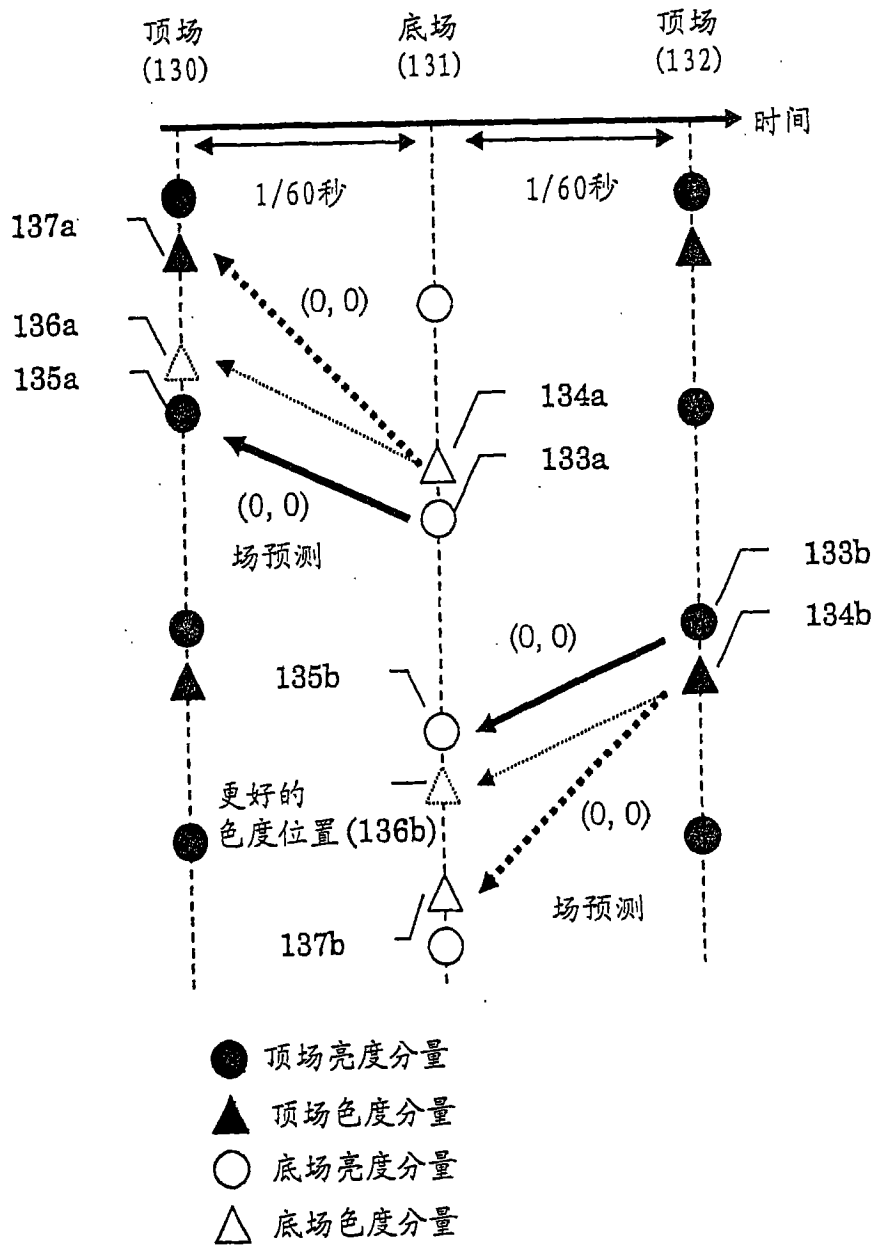 顶场
(130)
底场
(131)
顶场
(132)
时间
1/60秒
1/60秒
137a
(0, 0)
136a
135a
134a
133a
(0, 0)
场预测
133b
134b
(0, 0)
135b
更好的
色度位置(136b)
(0, 0)
137b
场预测
顶场亮度分量
顶场色度分量
底场亮度分量
底场色度分量